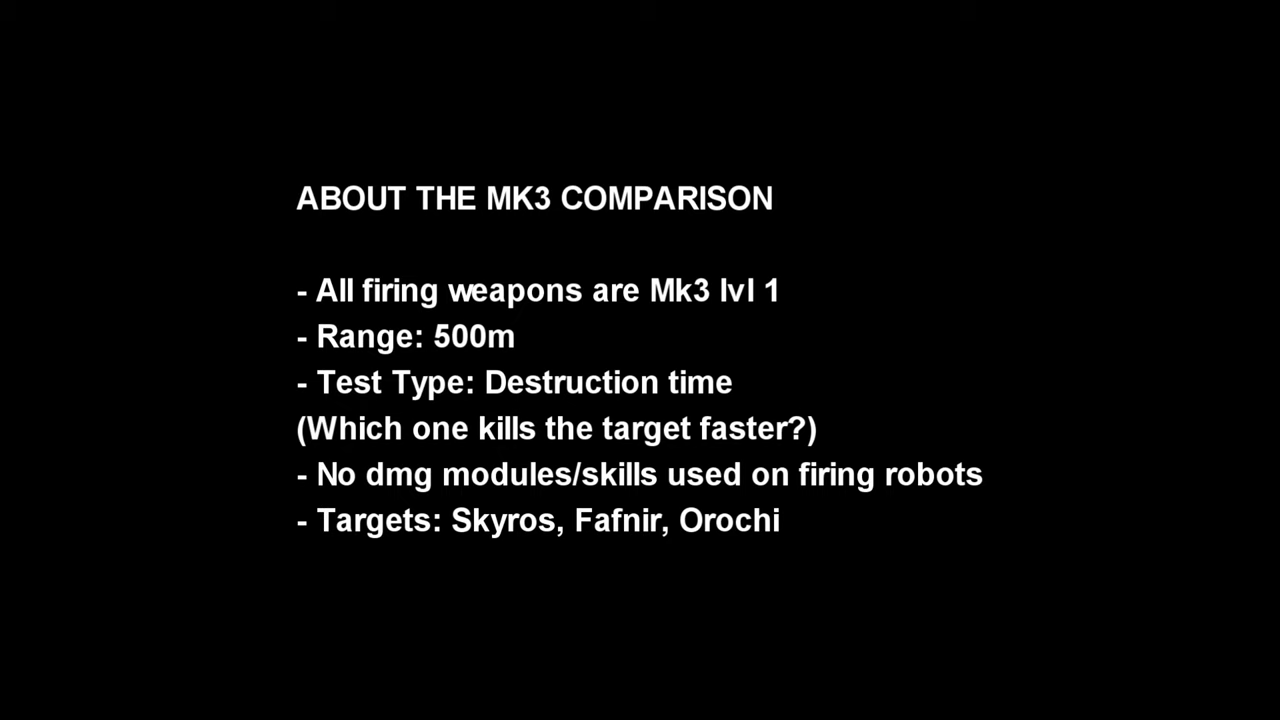 ABOUT THE MK3 COMPARISON
- All firing weapons are Mk3 lvl 1
- Range: 500m
- Test Type: Destruction time
(Which one kills the target faster?)
- No dmg modules/skills used on firing robots
- Targets: Skyros, Fafnir, Orochi